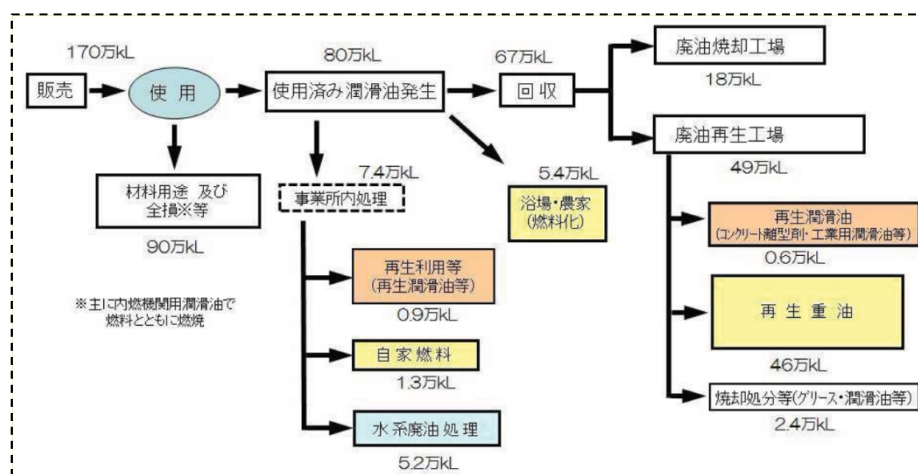 170万kL
販売
使 用
80万kL
使用済み潤滑油発生
67万kL
回収
廃油焼却工場
18万kL
廃油再生工場
49万kL
材料用途 及び
全損※等
90万kL
7.4万kL
事業所内処理
5.4万kL
浴場・農家
(燃料化)
再生潤滑油
(コンクリート離型剤・工業用潤滑油等)
0.6万kL
再生利用等
(再生潤滑油等)
0.9万kL
※主に内燃機関用潤滑油で
燃料とともに燃焼
再 生 重 油
46万kL
自 家 燃 料
1.3万kL
焼却処分等(グリース・潤滑油等)
2.4万kL
水 系 廃 油 処 理
5.2万kL